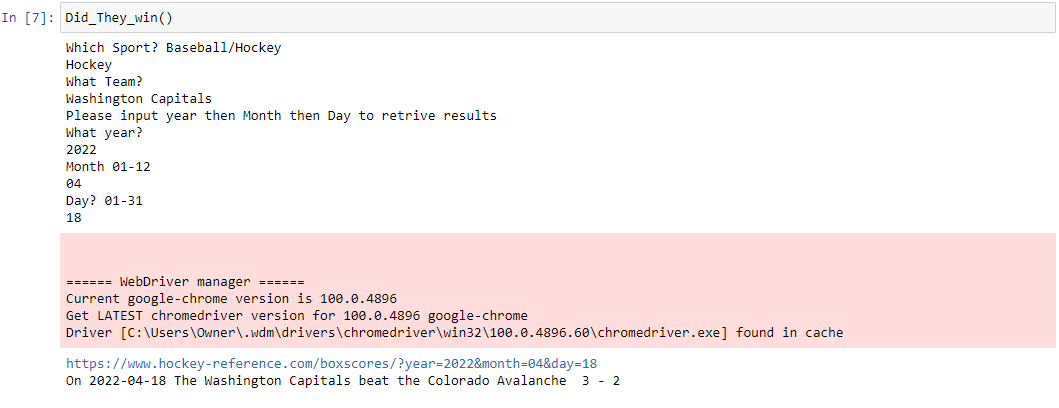 In [7]: Did_They_win()
Which Sport? Baseball/Hockey
Hockey
What Team?
Washington Capitals
Please input year then Month then Day to retrive results
What year?
2022
Month 01-12
04
Day? 01-31
18
====== WebDriver manager ======
Current google-chrome version is 100.0.4896
Get LATEST chromedriver version for 100.0.4896 google-chrome
Driver [C:\Users\Owner\.wdm\drivers\chromedriver\win32\100.0.4896.60\chromedriver.exe] found in cache
https://www.hockey-reference.com/boxscores/?year=2022&month=04&day=18
On 2022-04-18 The Washington Capitals beat the Colorado Avalanche  3 - 2